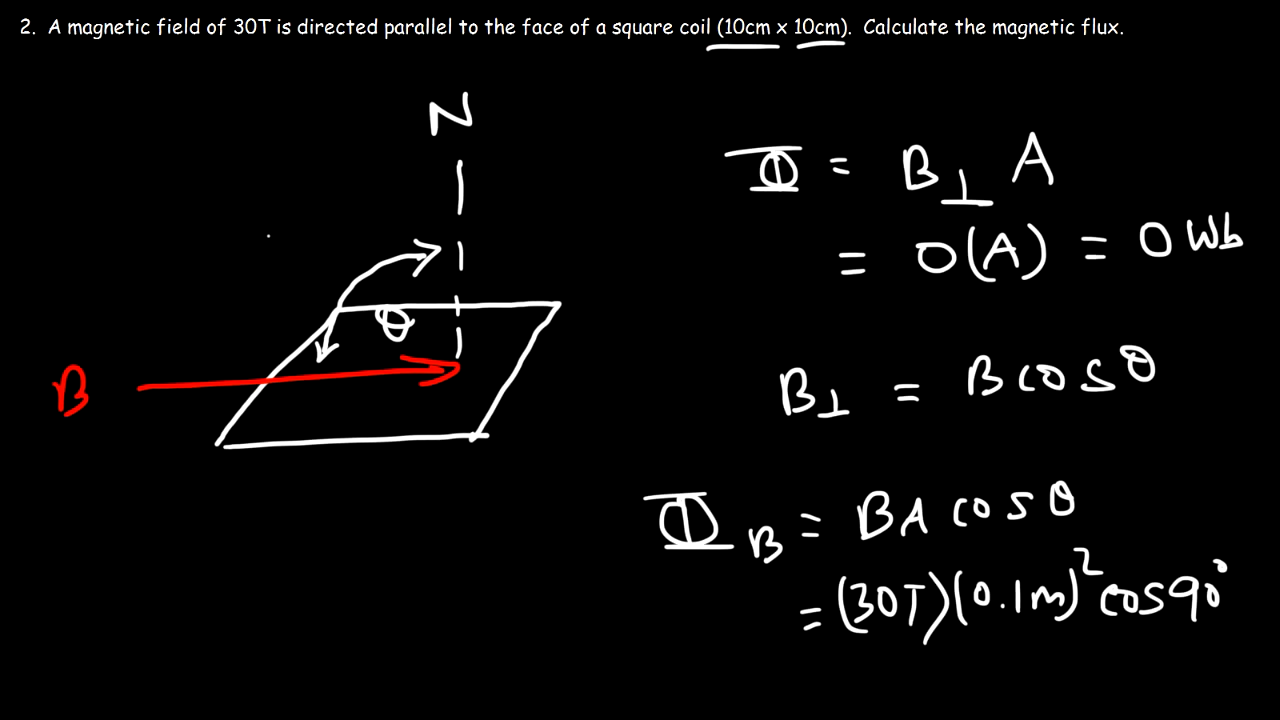 2. A magnetic field of 30T is directed parallel to the face of a square coil (10cm x 10cm). Calculate the magnetic flux.
N
θ
B
Φ = B⊥ A
= 0(A) = 0 Wb
B⊥ = B cos θ
Φ_B = BA cos θ
= (30T)(0.1m)² cos 90°